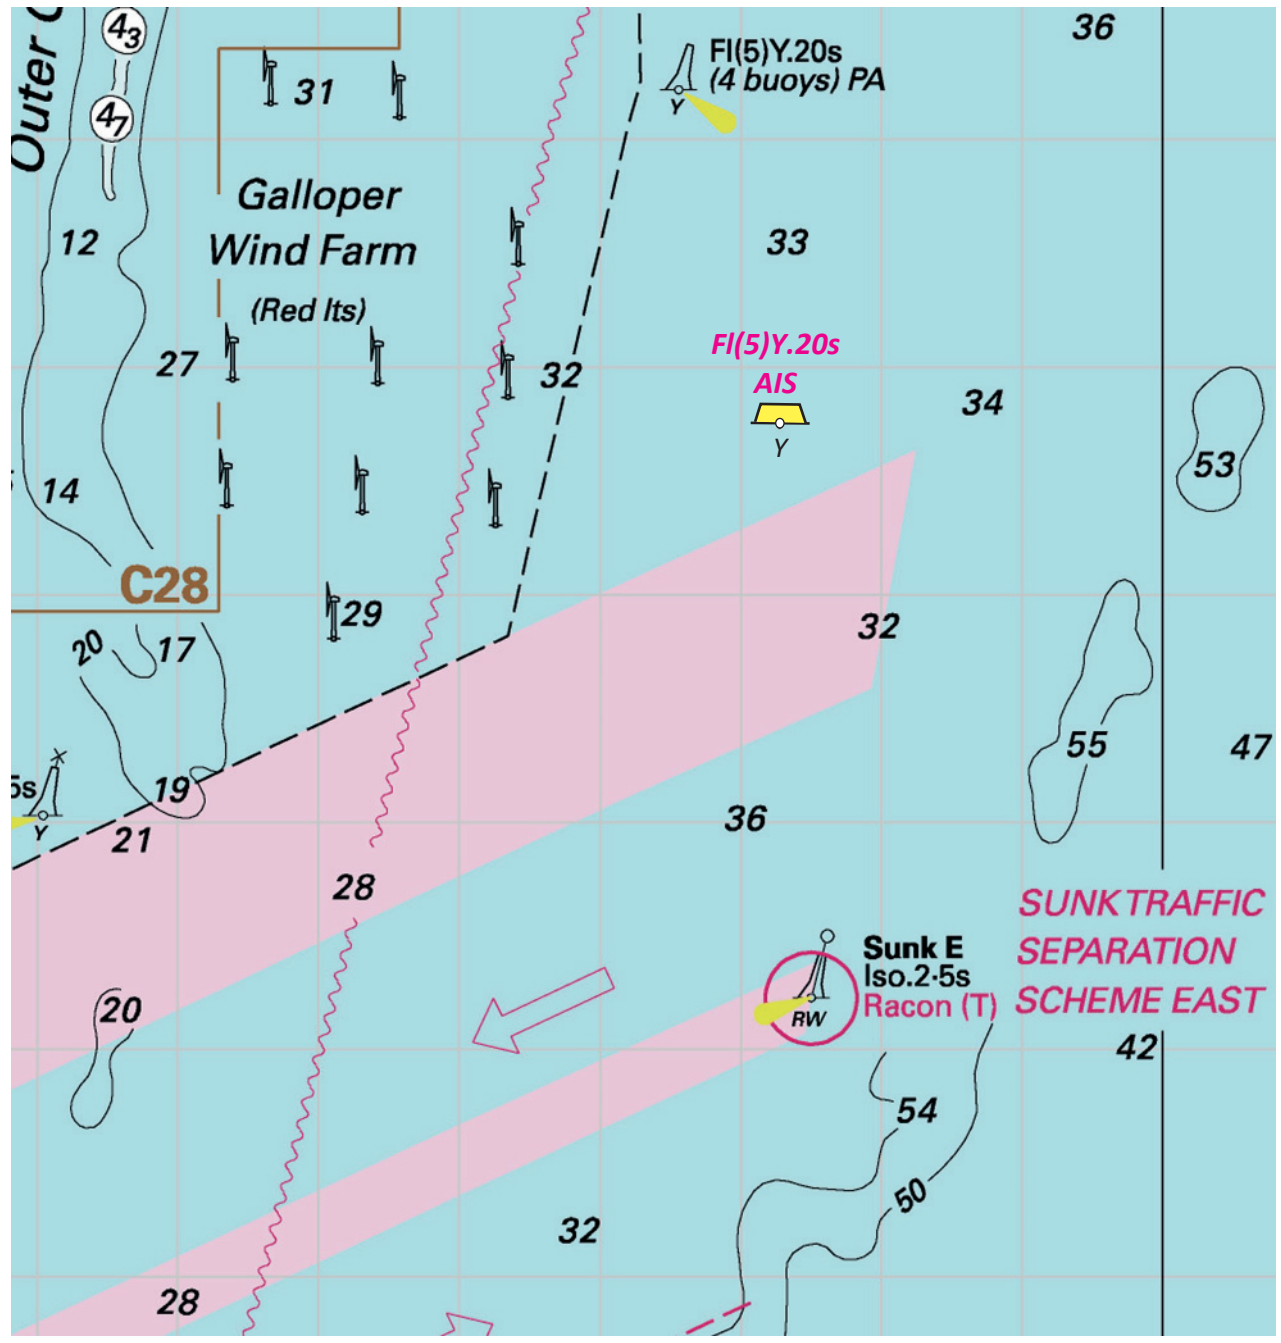 Outer
4₃
36
Fl(5)Y.20s
(4 buoys) PA
Y
31
4₇
Galloper
Wind Farm
(Red lts)
12
33
27
32
Fl(5)Y.20s
AIS
Y
34
53
14
C28
29
32
20
17
55
47
5s
Y
19
21
36
28
SUNK TRAFFIC
SEPARATION
SCHEME EAST
Sunk E
Iso.2·5s
Racon (T)
RW
20
42
54
50
32
28